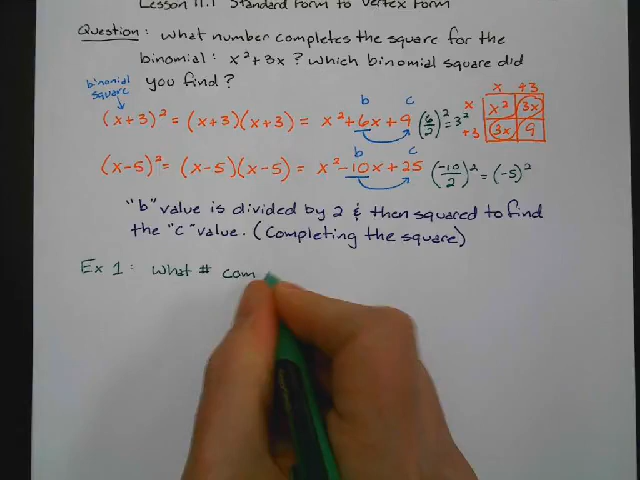 Lesson 11.1 Standard Form to Vertex Form
Question: What number completes the square for the
binomial: x² + 3x? Which binomial square did
you find?
binomial
square
(x+3)² = (x+3)(x+3) = x² + 6x + 9 (6/2)² = 3²
b c
x +3
x x² 3x
+3 3x 9
(x-5)² = (x-5)(x-5) = x² - 10x + 25 (-10/2)² = (-5)²
b c
"b" value is divided by 2 & then squared to find
the "c" value. (Completing the square)
Ex 1: What # com